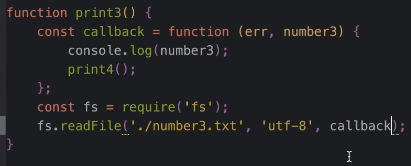 function print3() {
    const callback = function (err, number3) {
        console.log(number3);
        print4();
    };
    const fs = require('fs');
    fs.readFile('./number3.txt', 'utf-8', callback);
}